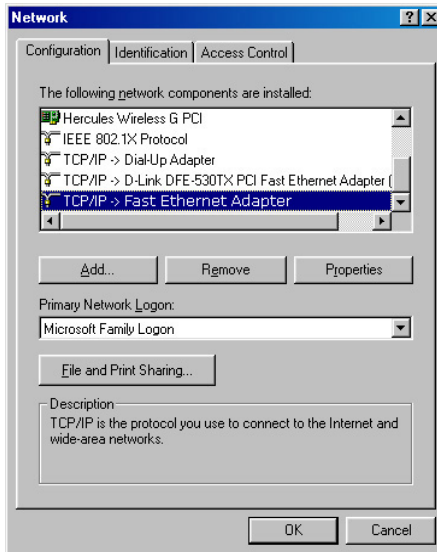 Network
Configuration Identification Access Control
The following network components are installed:
Hercules Wireless G PCI
IEEE 802.1X Protocol
TCP/IP -> Dial-Up Adapter
TCP/IP -> D-Link DFE-530TX PCI Fast Ethernet Adapter (
TCP/IP -> Fast Ethernet Adapter
Add... Remove Properties
Primary Network Logon:
Microsoft Family Logon
File and Print Sharing...
Description
TCP/IP is the protocol you use to connect to the Internet and
wide-area networks.
OK Cancel